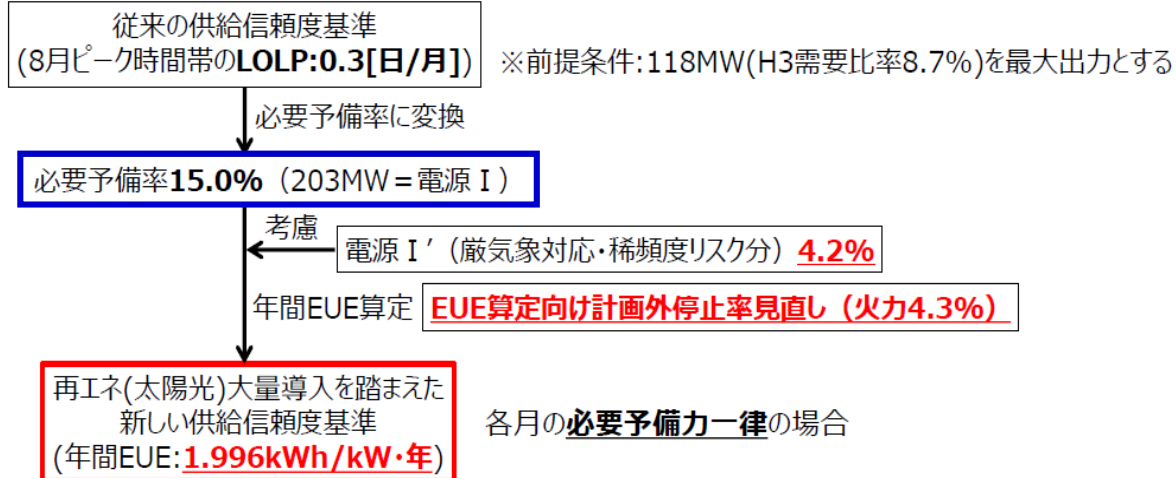 従来の供給信頼度基準
(8月ピーク時間帯のLOLP:0.3[日/月])
※前提条件:118MW(H3需要比率8.7%)を最大出力とする
必要予備率に変換
必要予備率15.0%（203MW=電源Ⅰ）
考慮
電源Ⅰ′（厳気象対応・稀頻度リスク分）4.2%
年間EUE算定
EUE算定向け計画外停止率見直し（火力4.3%）
再エネ(太陽光)大量導入を踏まえた
新しい供給信頼度基準
(年間EUE:1.996kWh/kW・年)
各月の必要予備力一律の場合